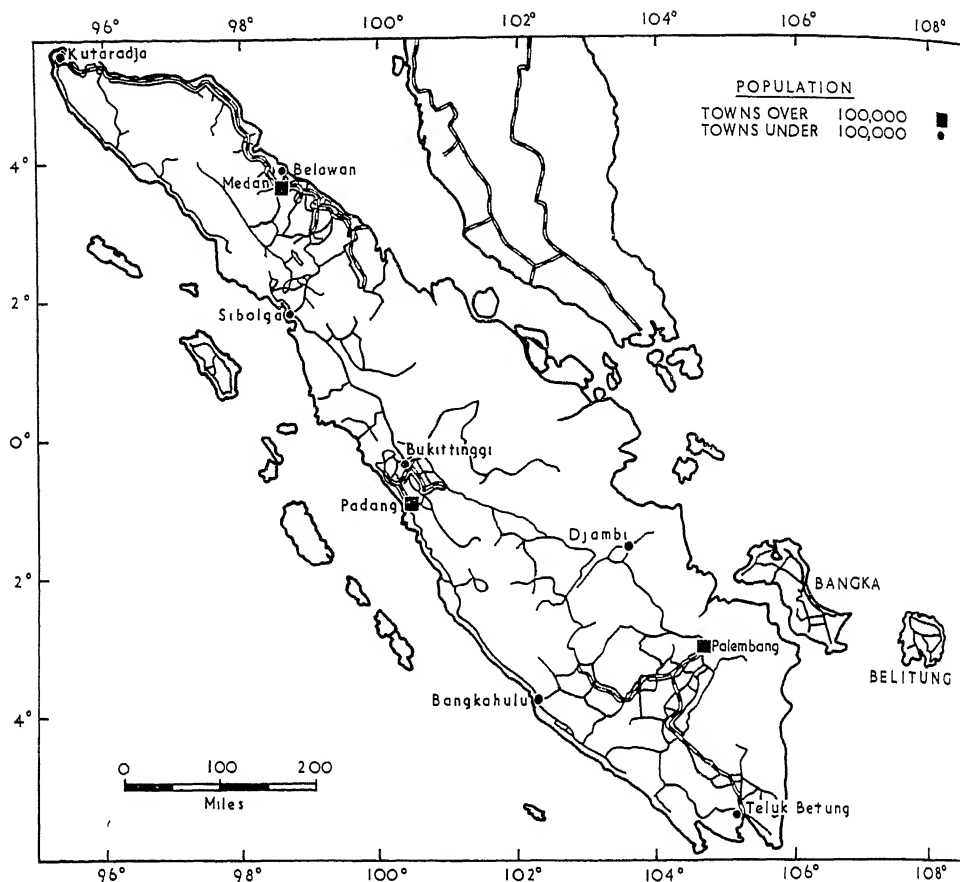 96° 98° 100° 102° 104° 106° 108°
Kutaradja
POPULATION
TOWNS OVER 100,000
TOWNS UNDER 100,000
4°
Belawan
Medan
2°
Sibolga
0°
Bukittinggi
Padang
Djambi
2°
BANGKA
Palembang
BELITUNG
Bangkahulu
4°
0 100 200
Miles
Teluk Betung
96° 98° 100° 102° 104° 106° 108°